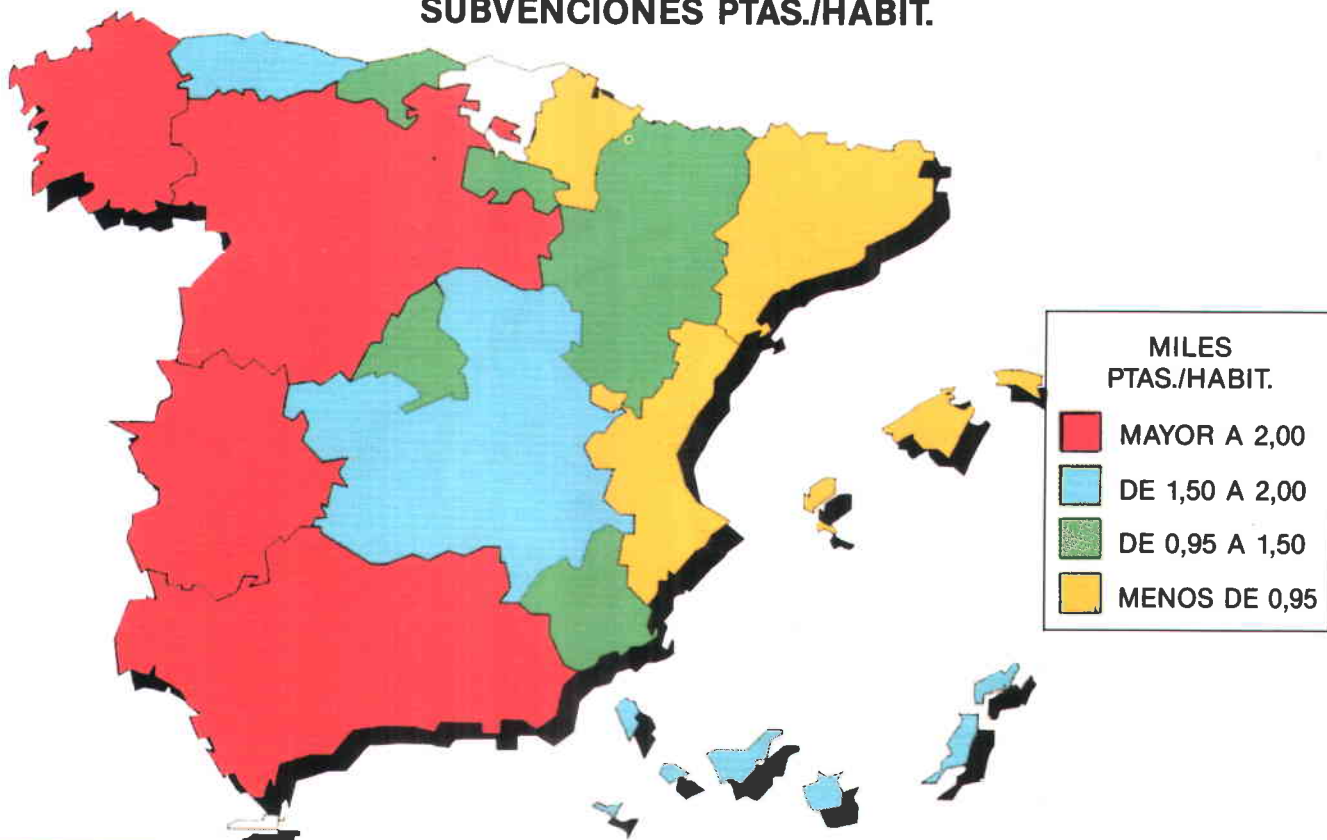 SUBVENCIONES PTAS./HABIT.
MILES
PTAS./HABIT.
MAYOR A 2,00
DE 1,50 A 2,00
DE 0,95 A 1,50
MENOS DE 0,95